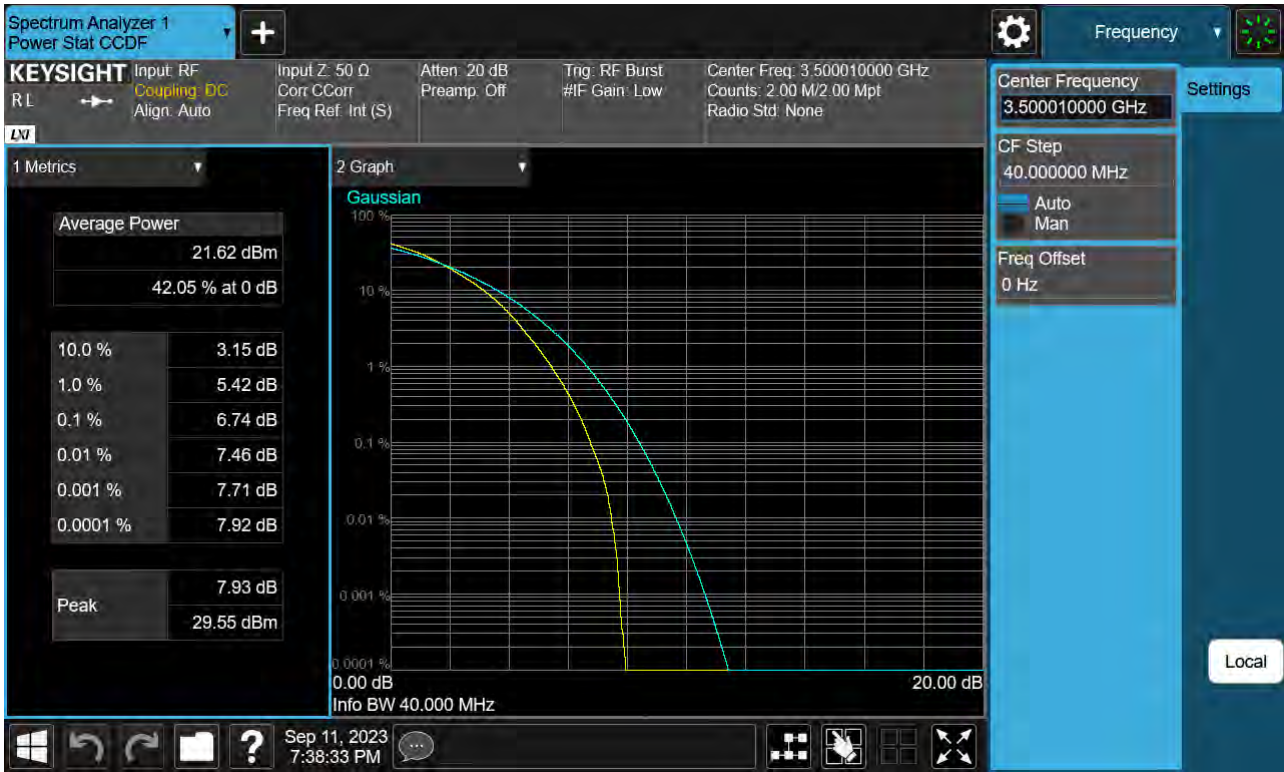 Spectrum Analyzer 1
Power Stat CCDF
+
Frequency
KEYSIGHT
RL
LXI
Input: RF
Coupling: DC
Align: Auto
Input Z: 50 Ω
Corr CCorr
Freq Ref: Int (S)
Atten: 20 dB
Preamp: Off
Trig: RF Burst
#IF Gain: Low
Center Freq: 3.500010000 GHz
Counts: 2.00 M/2.00 Mpt
Radio Std: None
Center Frequency
3.500010000 GHz
Settings
CF Step
40.000000 MHz
Auto
Man
Freq Offset
0 Hz
1 Metrics
Average Power
21.62 dBm
42.05 % at 0 dB
10.0 % 3.15 dB
1.0 % 5.42 dB
0.1 % 6.74 dB
0.01 % 7.46 dB
0.001 % 7.71 dB
0.0001 % 7.92 dB
Peak
7.93 dB
29.55 dBm
2 Graph
Gaussian
100 %
10 %
1 %
0.1 %
0.01 %
0.001 %
0.0001 %
0.00 dB 20.00 dB
Info BW 40.000 MHz
Local
?
Sep 11, 2023
7:38:33 PM